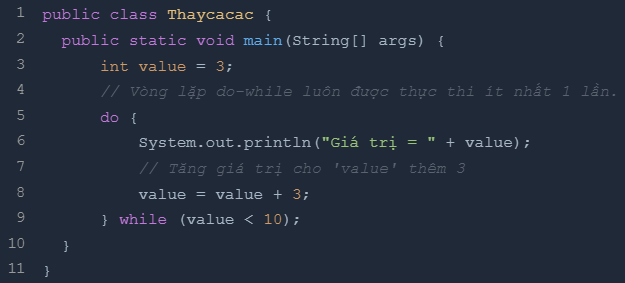 1 public class Thaycacac {
2 public static void main(String[] args) {
3 int value = 3;
4 // Vòng lặp do-while luôn được thực thi ít nhất 1 lần.
5 do {
6 System.out.println("Giá trị = " + value);
7 // Tăng giá trị cho 'value' thêm 3
8 value = value + 3;
9 } while (value < 10);
10 }
11 }